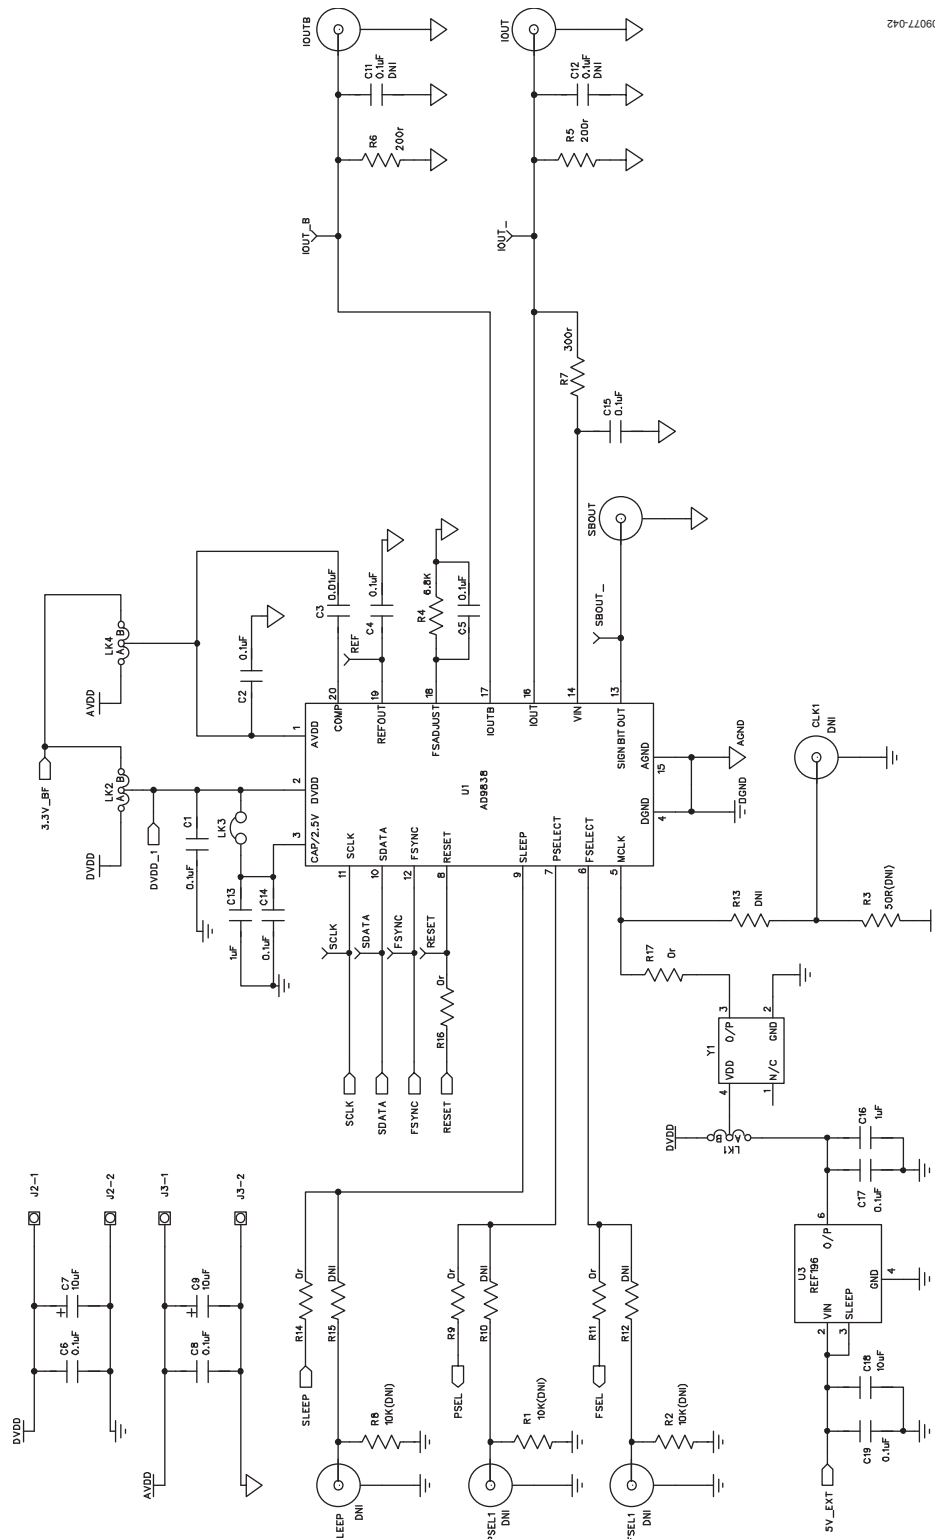 09077-042
IOUTB
C11
0.1uF
DNI
R6
200r
IOUT_B
IOUT
C12
0.1uF
DNI
R5
200r
IOUT_
300r
R7
C15
0.1uF
SBOUT
SBOUT_
3.3V_BF
AVDD
LK4
A
B
DVDD
LK2
A
B
DVDD_1
C1
0.1uF
LK3
C13
1uF
C14
0.1uF
C2
0.1uF
C3
0.01uF
C4
0.1uF
REF
R4
6.8K
C5
0.1uF
U1
AD9838
1
AVDD
2
DVDD
3
CAP/2.5V
20
COMP
19
REFOUT
18
FSADJUST
17
IOUTB
16
IOUT
14
VIN
13
SIGN BIT OUT
15
AGND
4
DGND
11
SCLK
10
SDATA
12
FSYNC
8
RESET
9
SLEEP
7
PSELECT
6
FSELECT
5
MCLK
AGND
DGND
CLK1
DNI
R13
DNI
R3
50R(DNI)
R17
0r
Y1
3
O/P
2
GND
4
VDD
1
N/C
SCLK
SDATA
FSYNC
RESET
0r
R16
SCLK
SDATA
FSYNC
RESET
DVDD
B
A
LK1
C16
1uF
C17
0.1uF
U3
REF196
6
O/P
2
VIN
3
SLEEP
4
GND
C18
10uF
C19
0.1uF
5V_EXT
J2-1
J2-2
C7
10uF
+
C6
0.1uF
DVDD
J3-1
J3-2
C9
10uF
+
C8
0.1uF
AVDD
0r
R14
SLEEP
DNI
R15
R8
10K(DNI)
SLEEP
DNI
0r
R9
PSEL
DNI
R10
R1
10K(DNI)
PSEL1
DNI
0r
R11
FSEL
DNI
R12
R2
10K(DNI)
FSEL1
DNI